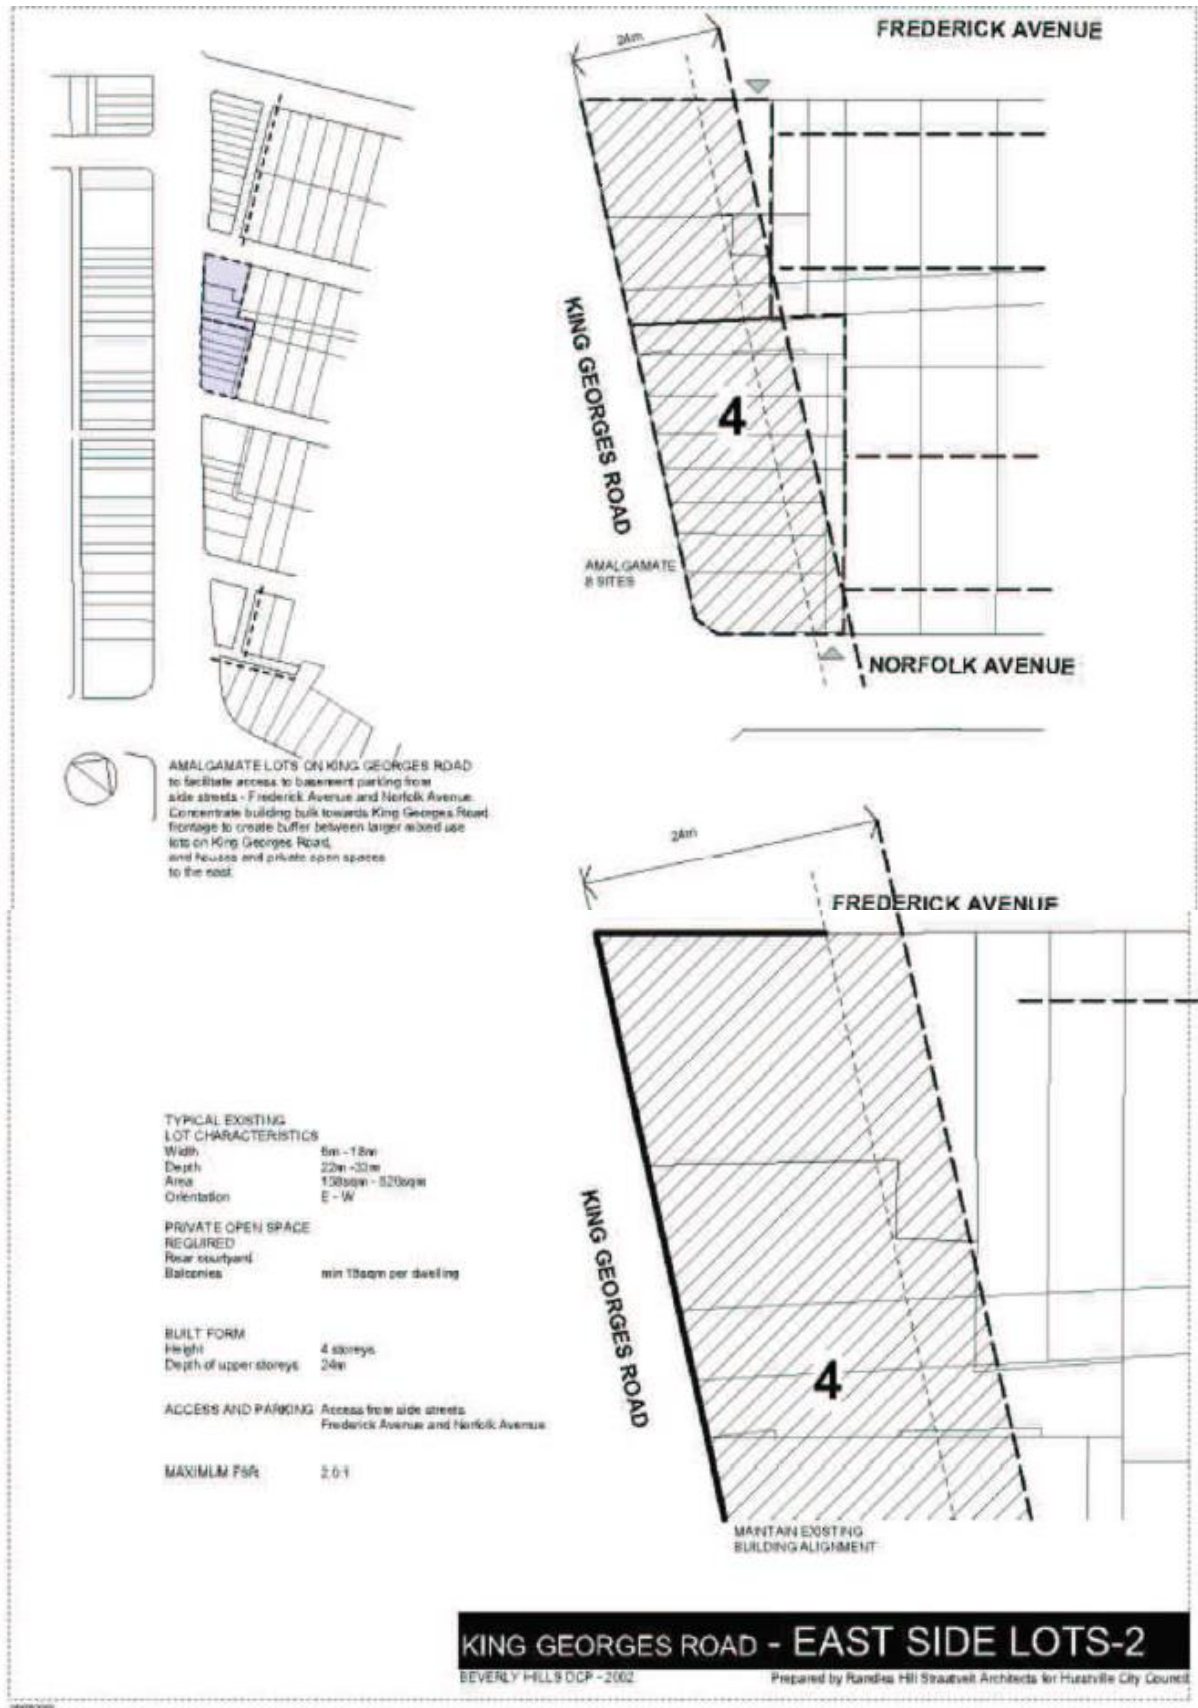 24m
FREDERICK AVENUE
KING GEORGES ROAD
4
AMALGAMATE
8 SITES
NORFOLK AVENUE
AMALGAMATE LOTS ON KING GEORGES ROAD
to facilitate access to basement parking from
side streets - Frederick Avenue and Norfolk Avenue.
Concentrate building bulk towards King Georges Road
frontage to create buffer between larger mixed use
lots on King Georges Road,
and houses and private open spaces
to the east.
24m
FREDERICK AVENUE
KING GEORGES ROAD
4
MAINTAIN EXISTING
BUILDING ALIGNMENT
TYPICAL EXISTING
LOT CHARACTERISTICS
Width 6m - 18m
Depth 22m -33m
Area
Orientation E - W
PRIVATE OPEN SPACE
REQUIRED
Rear courtyard
Balconies min per dwelling
BUILT FORM
Height 4 storeys
Depth of upper storeys 24m
ACCESS AND PARKING Access from side streets
Frederick Avenue and Norfolk Avenue
MAXIMUM FSR
KING GEORGES ROAD - EAST SIDE LOTS-2
BEVERLY HILLS DCP - 2002 Prepared by Randles Hill Straatveit Architects for Hurstville City Council